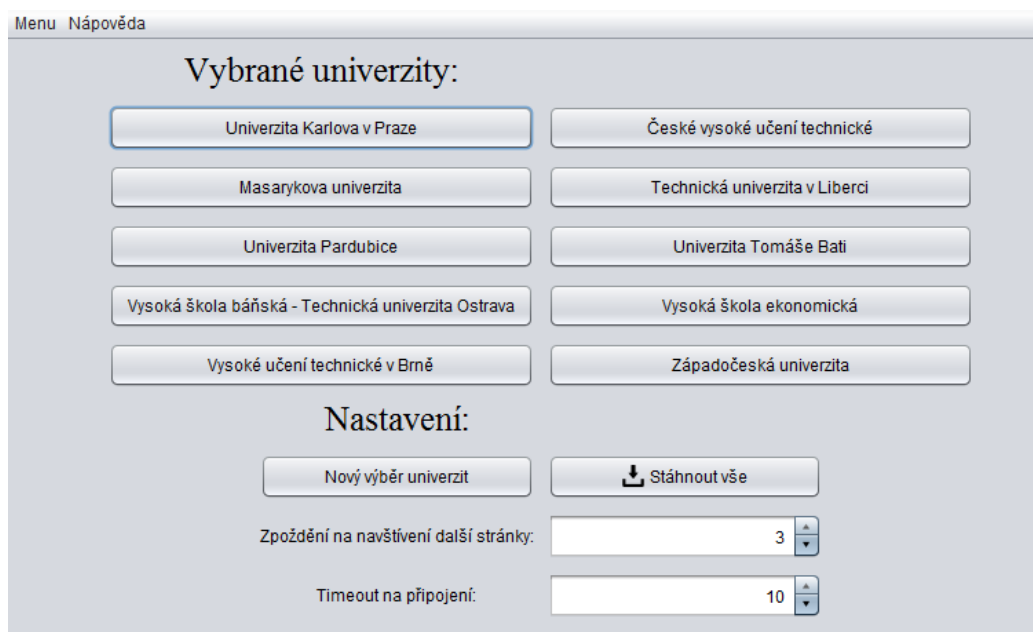 Menu Nápověda
Vybrané univerzity:
Univerzita Karlova v Praze
České vysoké učení technické
Masarykova univerzita
Technická univerzita v Liberci
Univerzita Pardubice
Univerzita Tomáše Bati
Vysoká škola báňská - Technická univerzita Ostrava
Vysoká škola ekonomická
Vysoké učení technické v Brně
Západočeská univerzita
Nastavení:
Nový výběr univerzit
Stáhnout vše
Zpoždění na navštívení další stránky:
3
Timeout na připojení:
10